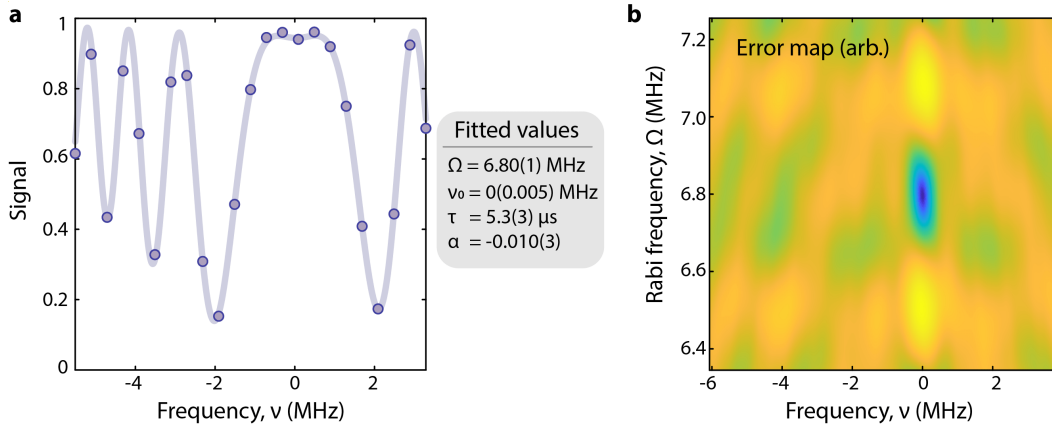 a
Signal
1
0.8
0.6
0.4
0.2
0
-4
-2
0
2
Frequency, ν (MHz)
Fitted values
Ω = 6.80(1) MHz
ν₀ = 0(0.005) MHz
τ = 5.3(3) μs
α = -0.010(3)
b
Error map (arb.)
Rabi frequency, Ω (MHz)
7.2
7.0
6.8
6.6
6.4
-6
-4
-2
0
2
Frequency, ν (MHz)